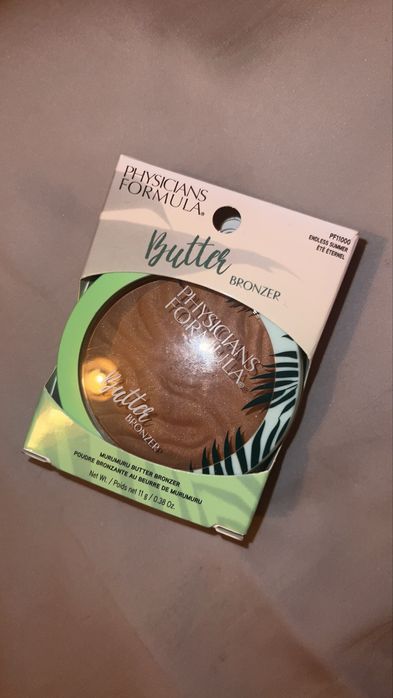 PHYSICIANS
FORMULA®
PF11000
ENDLESS SUMMER
ÉTÉ ÉTERNEL
Butter
BRONZER
PHYSICIANS
FORMULA®
Butter
BRONZER
MURUMURU BUTTER BRONZER
POUDRE BRONZANTE AU BEURRE DE MURUMURU
Net Wt. / Poids net 11 g / 0.38 Oz.